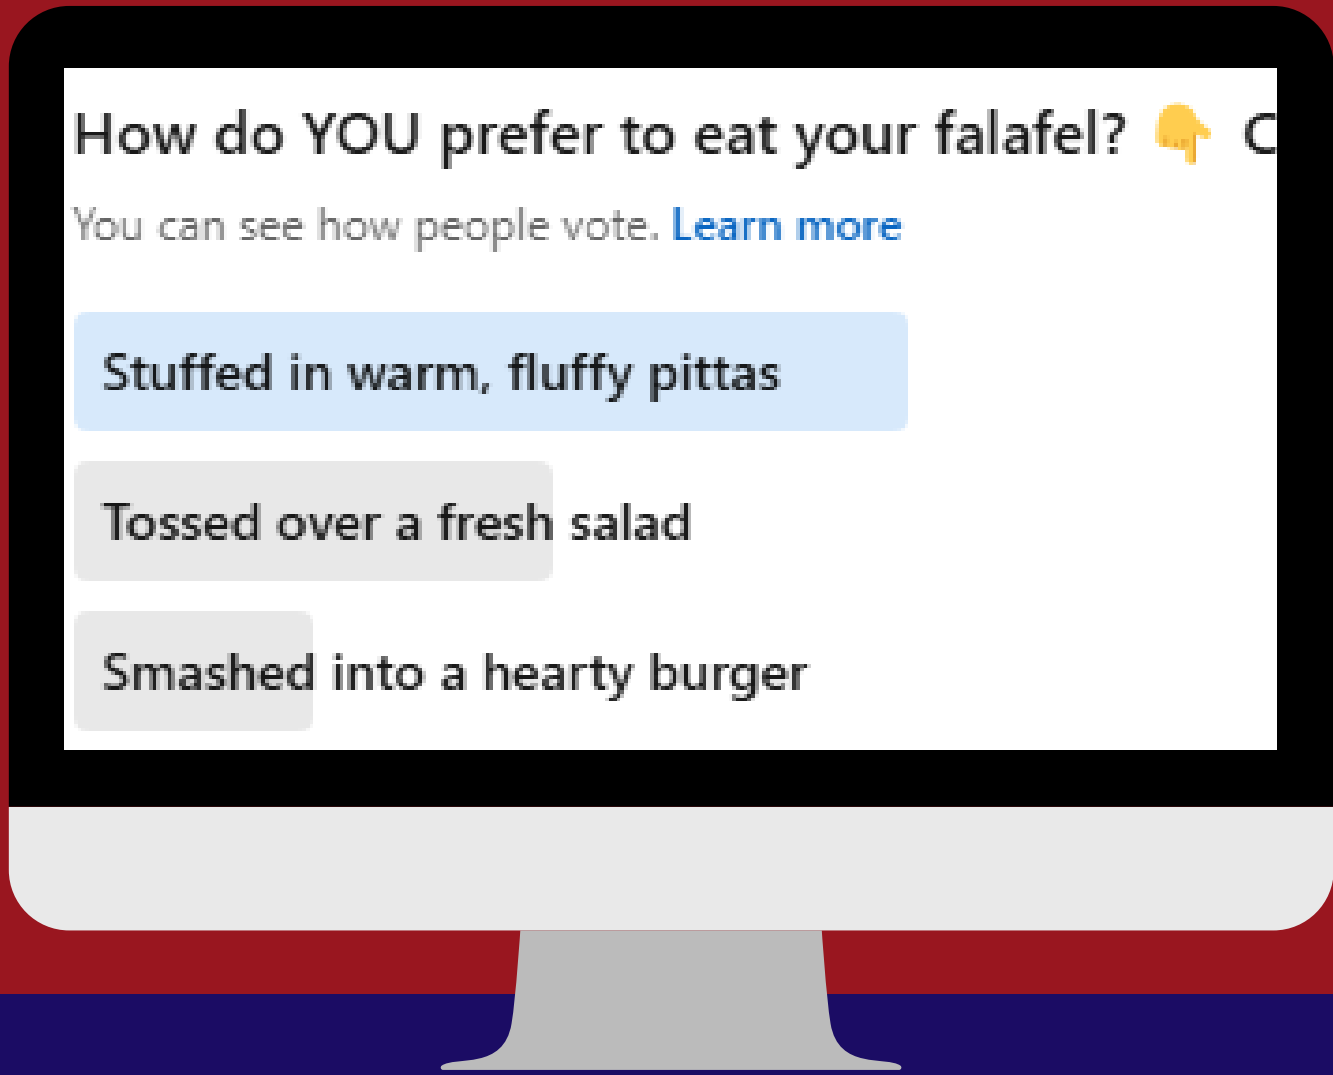 How do YOU prefer to eat your falafel? 👇 C
You can see how people vote. Learn more
Stuffed in warm, fluffy pittas
Tossed over a fresh salad
Smashed into a hearty burger